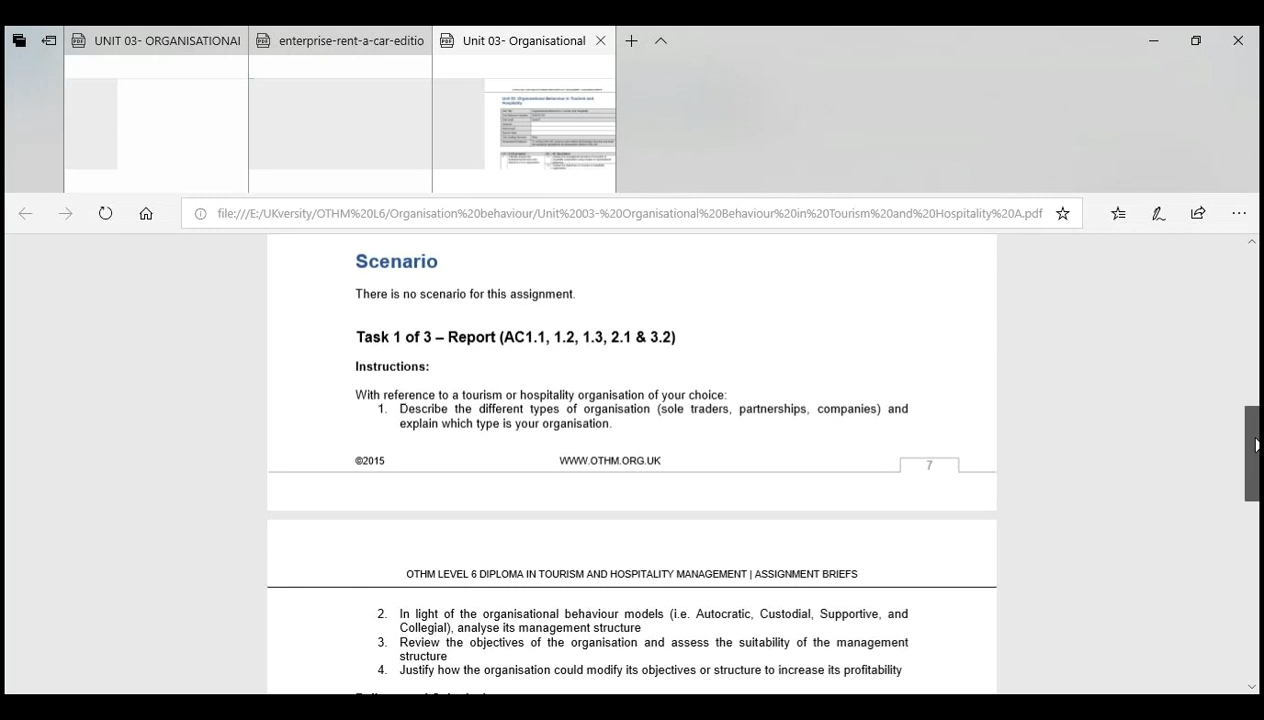 UNIT 03- ORGANISATIONAL
enterprise-rent-a-car-editio
Unit 03- Organisational
file:///E:/UKversity/OTHM%20L6/Organisation%20behaviour/Unit%2003-%20Organisational%20Behaviour%20in%20Tourism%20and%20Hospitality%20A.pdf
Scenario
There is no scenario for this assignment.
Task 1 of 3 – Report (AC1.1, 1.2, 1.3, 2.1 & 3.2)
Instructions:
With reference to a tourism or hospitality organisation of your choice:
1. Describe the different types of organisation (sole traders, partnerships, companies) and
explain which type is your organisation.
©2015 WWW.OTHM.ORG.UK 7
OTHM LEVEL 6 DIPLOMA IN TOURISM AND HOSPITALITY MANAGEMENT | ASSIGNMENT BRIEFS
2. In light of the organisational behaviour models (i.e. Autocratic, Custodial, Supportive, and
Collegial), analyse its management structure
3. Review the objectives of the organisation and assess the suitability of the management
structure
4. Justify how the organisation could modify its objectives or structure to increase its profitability